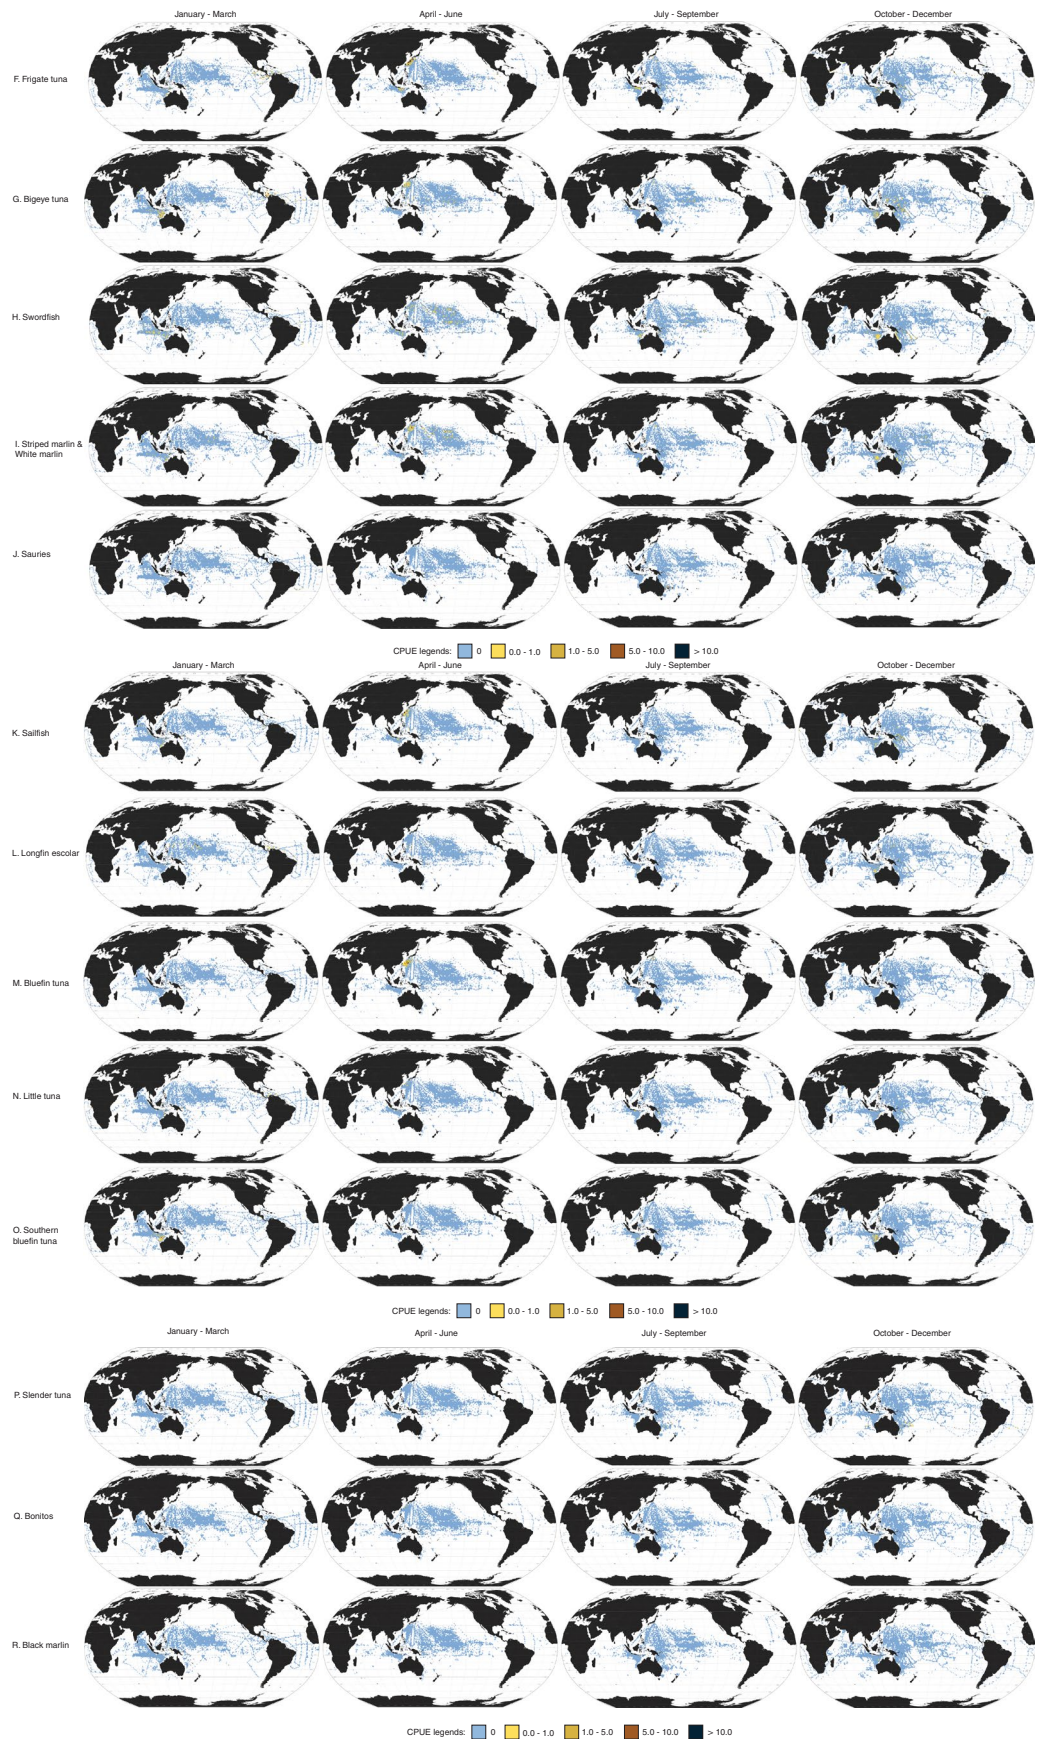 January - March April - June July - September October - December
F. Frigate tuna
G. Bigeye tuna
H. Swordfish
I. Striped marlin &
White marlin
J. Sauries
CPUE legends: 0 0.0 - 1.0 1.0 - 5.0 5.0 - 10.0 > 10.0
January - March April - June July - September October - December
K. Sailfish
L. Longfin escolar
M. Bluefin tuna
N. Little tuna
O. Southern
bluefin tuna
CPUE legends: 0 0.0 - 1.0 1.0 - 5.0 5.0 - 10.0 > 10.0
January - March April - June July - September October - December
P. Slender tuna
Q. Bonitos
R. Black marlin
CPUE legends: 0 0.0 - 1.0 1.0 - 5.0 5.0 - 10.0 > 10.0